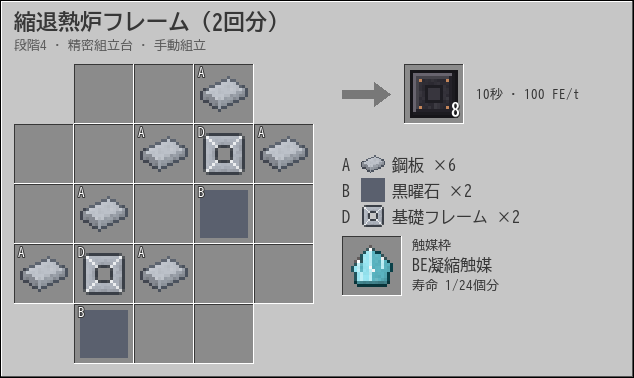 縮退熱炉フレーム（2回分）
段階4 · 精密組立台 · 手動組立
A
A
D
A
A
B
A
D
A
B
8
10秒 · 100 FE/t
A 鋼板 ×6
B 黒曜石 ×2
D 基礎フレーム ×2
触媒枠
BE凝縮触媒
寿命 1/24個分